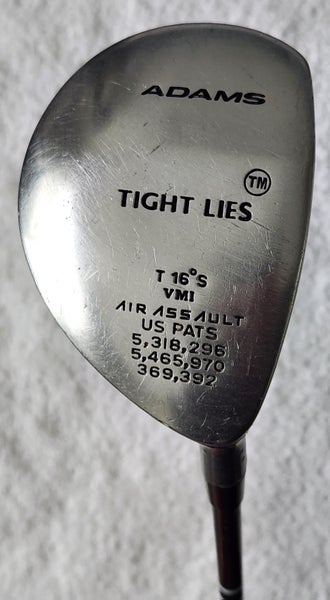 ADAMS
TM
TIGHT LIES
T 16°S
VMI
AIR ASSAULT
US PATS
5,318,296
5,465,970
369,392